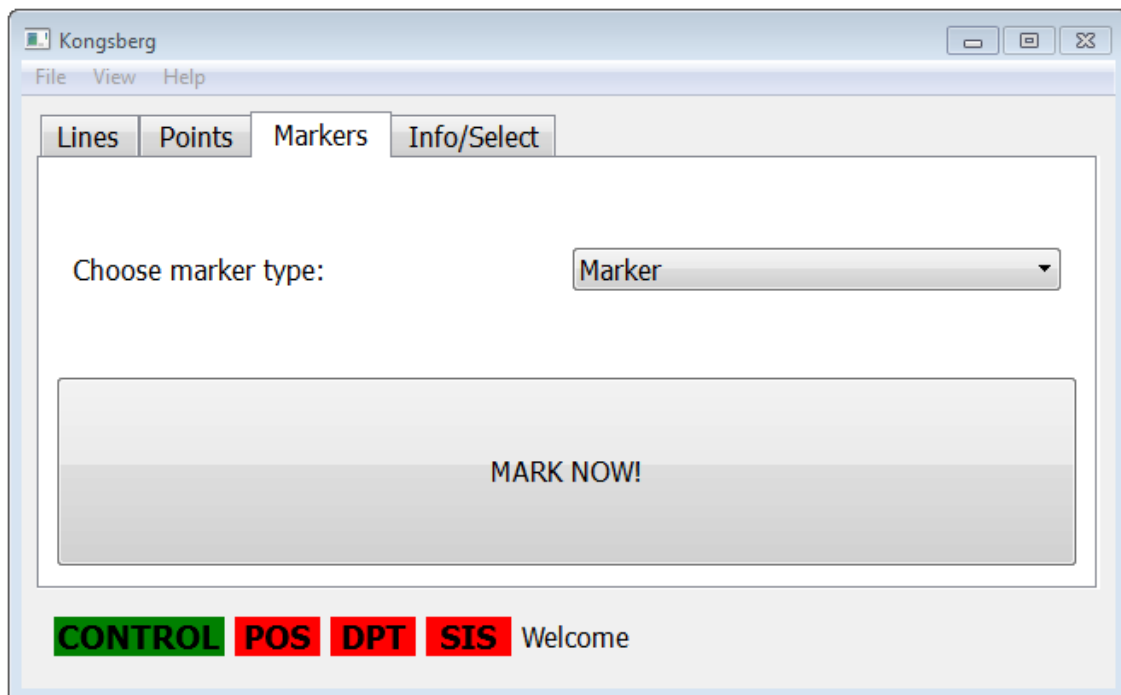 Kongsberg
File View Help
Lines Points Markers Info/Select
Choose marker type: Marker
MARK NOW!
CONTROL POS DPT SIS Welcome